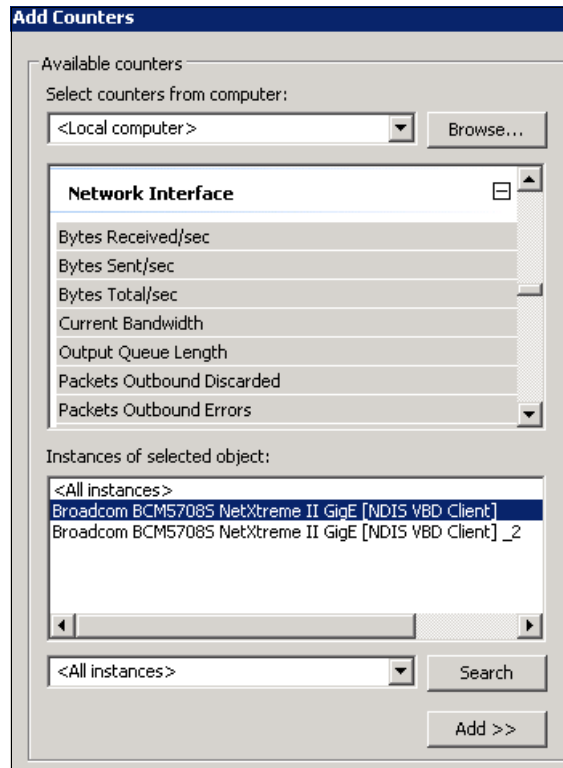 Add Counters
Available counters
Select counters from computer:
<Local computer>
Browse...
Network Interface
Bytes Received/sec
Bytes Sent/sec
Bytes Total/sec
Current Bandwidth
Output Queue Length
Packets Outbound Discarded
Packets Outbound Errors
Instances of selected object:
<All instances>
Broadcom BCM5708S NetXtreme II GigE [NDIS VBD Client]
Broadcom BCM5708S NetXtreme II GigE [NDIS VBD Client] _2
<All instances>
Search
Add >>